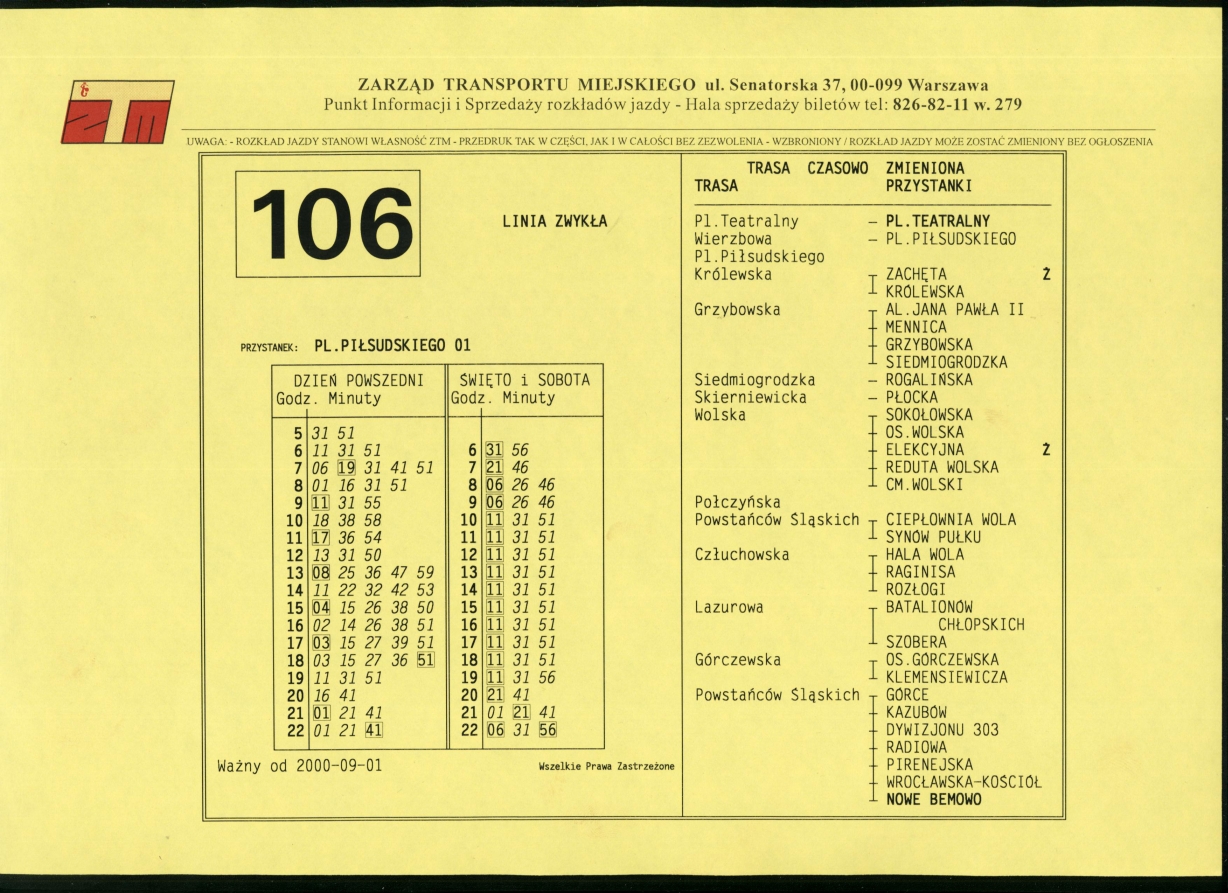 ZTM
ZARZĄD TRANSPORTU MIEJSKIEGO ul. Senatorska 37, 00-099 Warszawa
Punkt Informacji i Sprzedaży rozkładów jazdy - Hala sprzedaży biletów tel: 826-82-11 w. 279
UWAGA: - ROZKŁAD JAZDY STANOWI WŁASNOŚĆ ZTM - PRZEDRUK TAK W CZĘŚCI, JAK I W CAŁOŚCI BEZ ZEZWOLENIA - WZBRONIONY / ROZKŁAD JAZDY MOŻE ZOSTAĆ ZMIENIONY BEZ OGŁOSZENIA
106
LINIA ZWYKŁA
PRZYSTANEK: PL.PIŁSUDSKIEGO 01
DZIEŃ POWSZEDNI
Godz. Minuty
5 31 51
6 11 31 51
7 06 19 31 41 51
8 01 16 31 51
9 11 31 55
10 18 38 58
11 17 36 54
12 13 31 50
13 08 25 36 47 59
14 11 22 32 42 53
15 04 15 26 38 50
16 02 14 26 38 51
17 03 15 27 39 51
18 03 15 27 36 51
19 11 31 51
20 16 41
21 01 21 41
22 01 21 41
ŚWIĘTO i SOBOTA
Godz. Minuty
6 31 56
7 21 46
8 06 26 46
9 06 26 46
10 11 31 51
11 11 31 51
12 11 31 51
13 11 31 51
14 11 31 51
15 11 31 51
16 11 31 51
17 11 31 51
18 11 31 51
19 11 31 56
20 21 41
21 01 21 41
22 06 31 56
Ważny od 2000-09-01
Wszelkie Prawa Zastrzeżone
TRASA CZASOWO ZMIENIONA
TRASA PRZYSTANKI
Pl.Teatralny – PL.TEATRALNY
Wierzbowa – PL.PIŁSUDSKIEGO
Pl.Piłsudskiego
Królewska ZACHĘTA Ż
KRÓLEWSKA
Grzybowska AL.JANA PAWŁA II
MENNICA
GRZYBOWSKA
SIEDMIOGRODZKA
Siedmiogrodzka – ROGALIŃSKA
Skierniewicka – PŁOCKA
Wolska SOKOŁOWSKA
OS.WOLSKA
ELEKCYJNA Ż
REDUTA WOLSKA
CM.WOLSKI
Połczyńska
Powstańców Śląskich CIEPŁOWNIA WOLA
SYNÓW PUŁKU
Człuchowska HALA WOLA
RAGINISA
ROZŁOGI
Lazurowa BATALIONÓW
CHŁOPSKICH
SZOBERA
Górczewska OS.GÓRCZEWSKA
KLEMENSIEWICZA
Powstańców Śląskich GÓRCE
KAZUBÓW
DYWIZJONU 303
RADIOWA
PIRENEJSKA
WROCŁAWSKA-KOŚCIÓŁ
NOWE BEMOWO